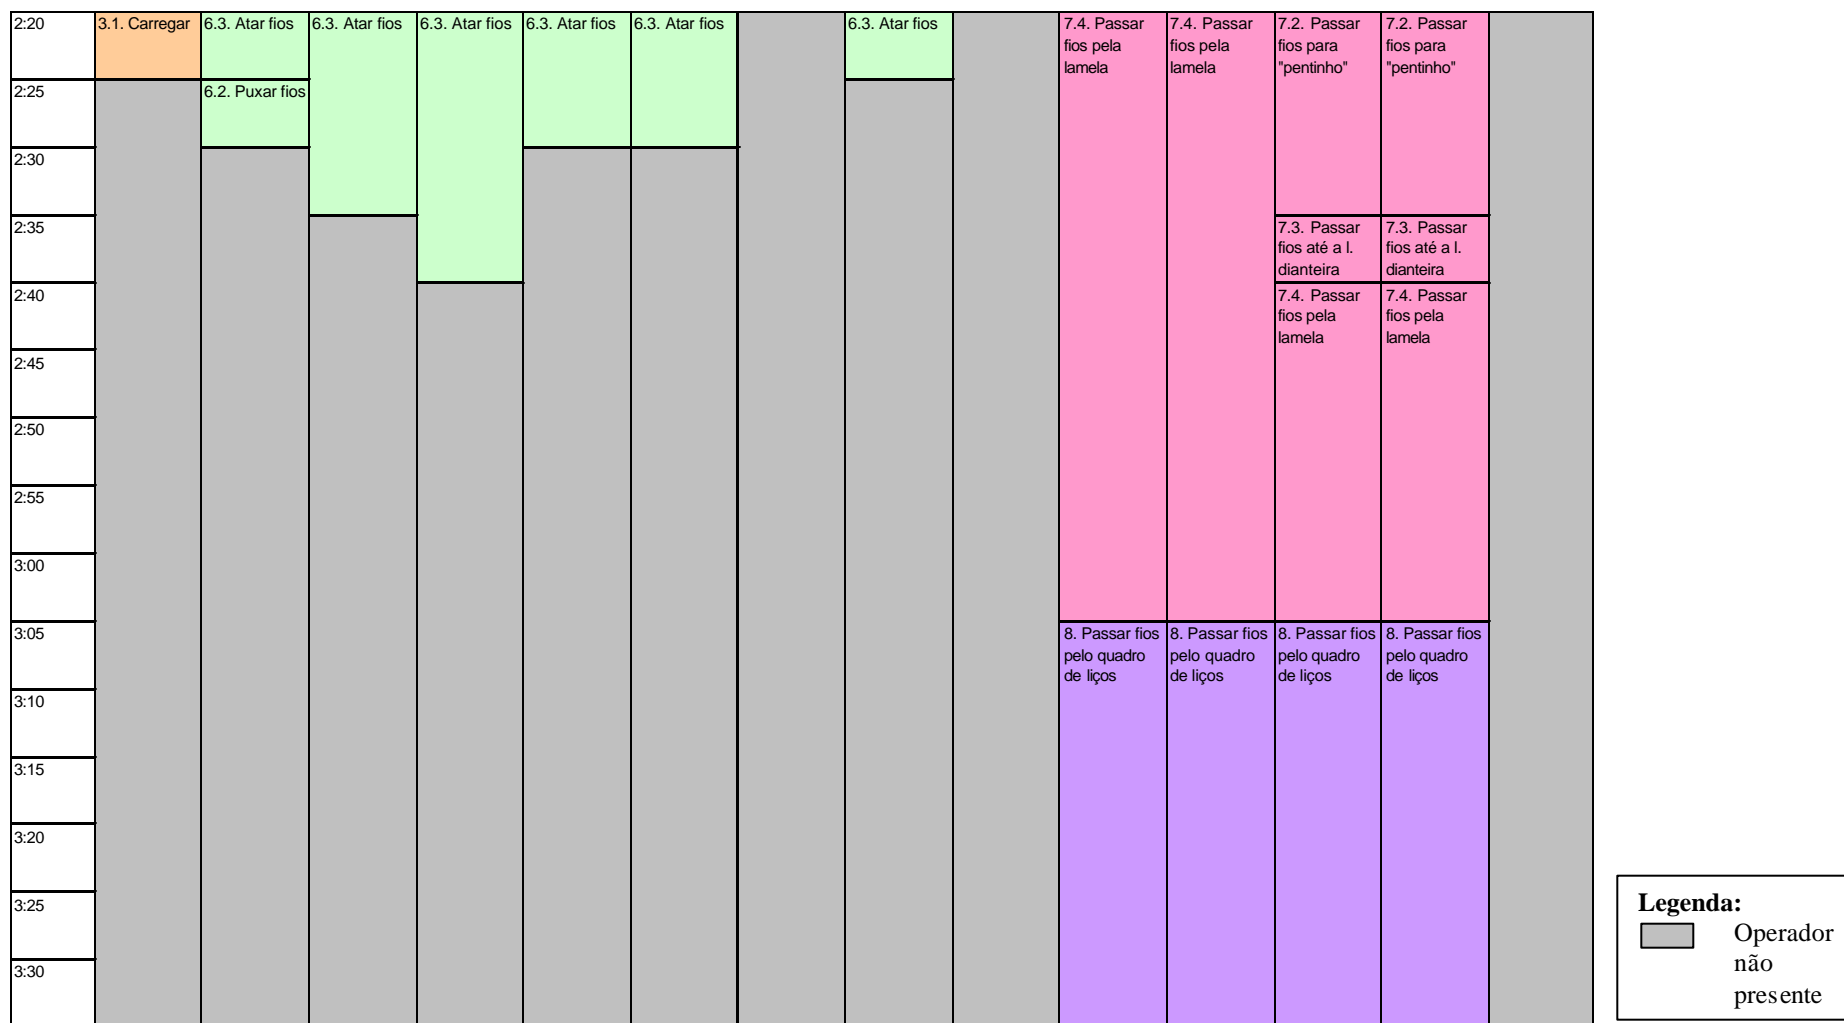 2:20
3.1. Carregar
6.3. Atar fios
6.3. Atar fios
6.3. Atar fios
6.3. Atar fios
6.3. Atar fios
6.3. Atar fios
7.4. Passar
fios pela
lamela
7.4. Passar
fios pela
lamela
7.2. Passar
fios para
"pentinho"
7.2. Passar
fios para
"pentinho"
2:25
6.2. Puxar fios
2:30
2:35
7.3. Passar
fios até a l.
dianteira
7.3. Passar
fios até a l.
dianteira
2:40
7.4. Passar
fios pela
lamela
7.4. Passar
fios pela
lamela
2:45
2:50
2:55
3:00
3:05
8. Passar fios
pelo quadro
de liços
8. Passar fios
pelo quadro
de liços
8. Passar fios
pelo quadro
de liços
8. Passar fios
pelo quadro
de liços
3:10
3:15
3:20
3:25
3:30
Legenda:
Operador
não
presente